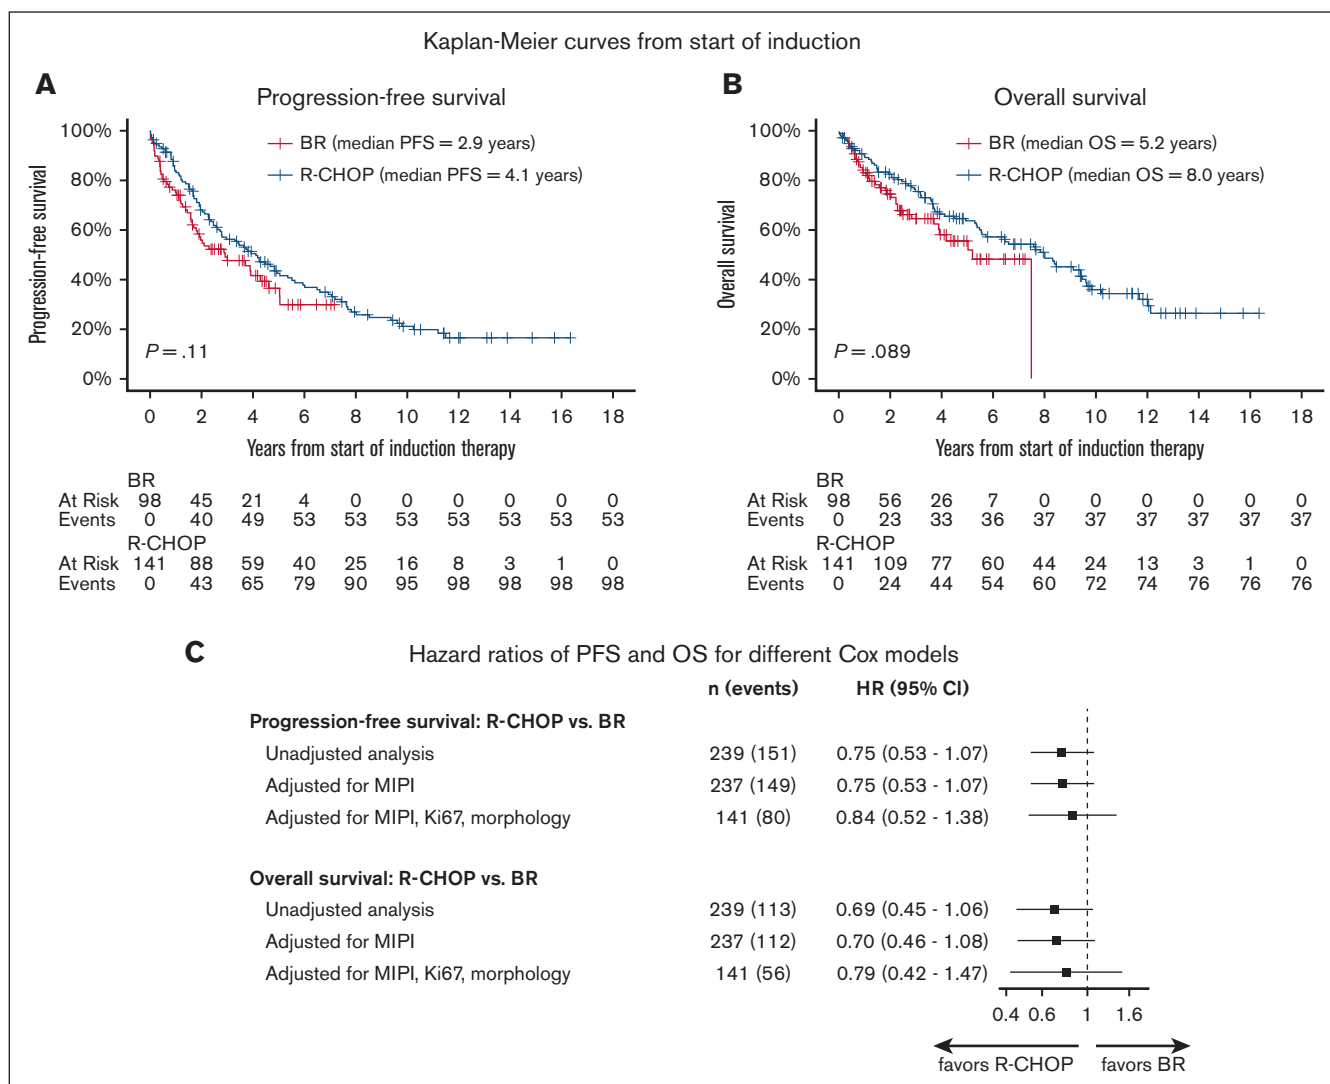 Kaplan-Meier curves from start of induction
A
Progression-free survival
100%
80%
60%
40%
20%
0%
Progression-free survival
BR (median PFS = 2.9 years)
R-CHOP (median PFS = 4.1 years)
P = .11
0 2 4 6 8 10 12 14 16 18
Years from start of induction therapy
BR
At Risk 98 45 21 4 0 0 0 0 0 0
Events 0 40 49 53 53 53 53 53 53 53
R-CHOP
At Risk 141 88 59 40 25 16 8 3 1 0
Events 0 43 65 79 90 95 98 98 98 98
B
Overall survival
100%
80%
60%
40%
20%
0%
Overall survival
BR (median OS = 5.2 years)
R-CHOP (median OS = 8.0 years)
P = .089
0 2 4 6 8 10 12 14 16 18
Years from start of induction therapy
BR
At Risk 98 56 26 7 0 0 0 0 0 0
Events 0 23 33 36 37 37 37 37 37 37
R-CHOP
At Risk 141 109 77 60 44 24 13 3 1 0
Events 0 24 44 54 60 72 74 76 76 76
C
Hazard ratios of PFS and OS for different Cox models
n (events) HR (95% CI)
Progression-free survival: R-CHOP vs. BR
Unadjusted analysis 239 (151) 0.75 (0.53 - 1.07)
Adjusted for MIPI 237 (149) 0.75 (0.53 - 1.07)
Adjusted for MIPI, Ki67, morphology 141 (80) 0.84 (0.52 - 1.38)
Overall survival: R-CHOP vs. BR
Unadjusted analysis 239 (113) 0.69 (0.45 - 1.06)
Adjusted for MIPI 237 (112) 0.70 (0.46 - 1.08)
Adjusted for MIPI, Ki67, morphology 141 (56) 0.79 (0.42 - 1.47)
0.4 0.6 1 1.6
favors R-CHOP favors BR